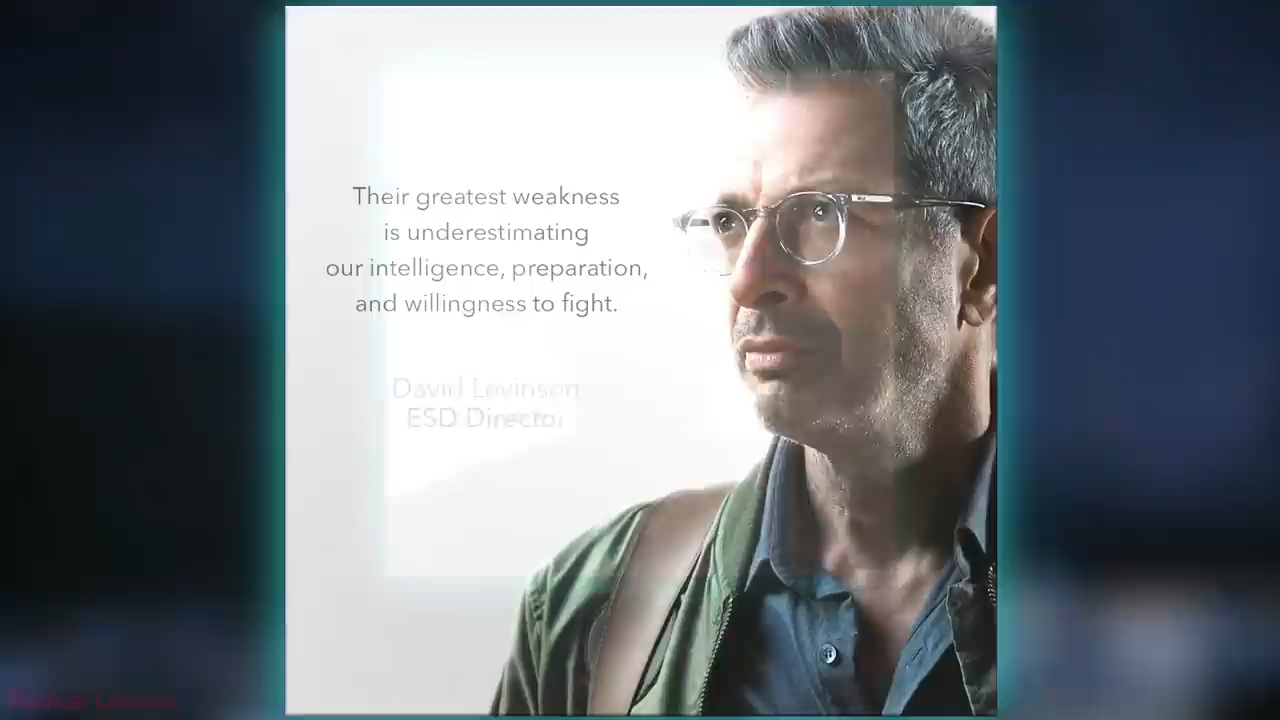 Their greatest weakness
is underestimating
our intelligence, preparation,
and willingness to fight.
David Levinson
ESD Director